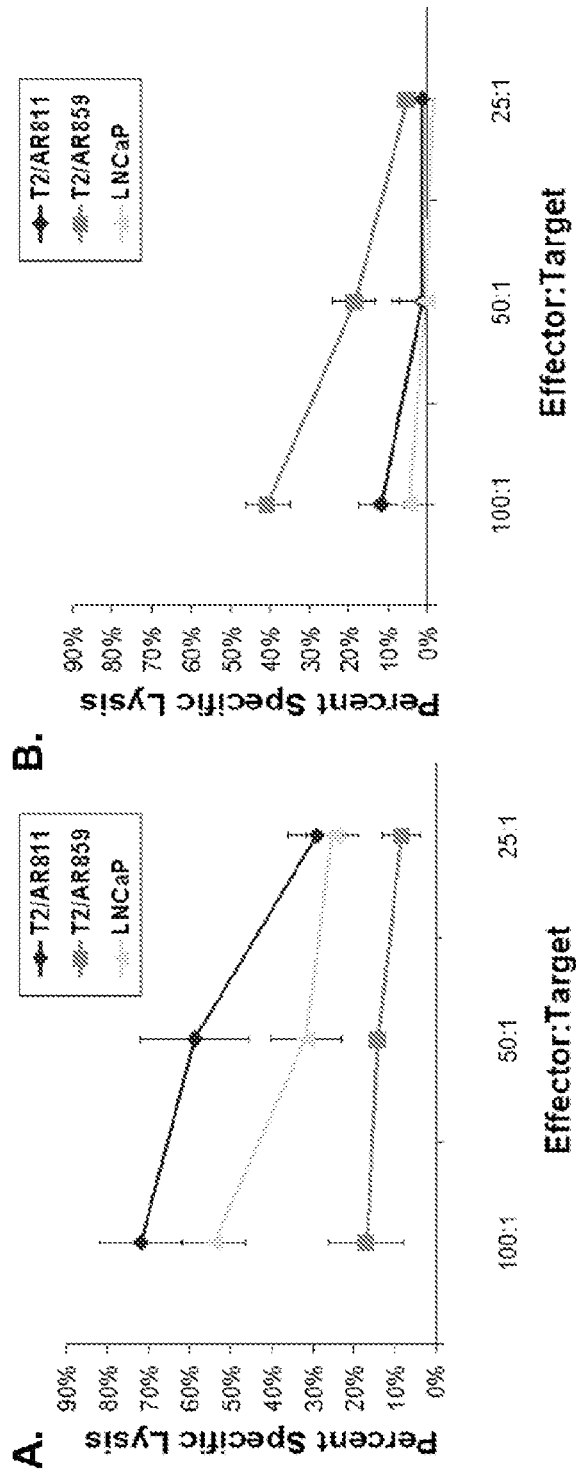 A.
Percent Specific Lysis
90%
80%
70%
60%
50%
40%
30%
20%
10%
0%
T2/AR811
T2/AR859
LNCaP
100:1
50:1
25:1
Effector:Target
B.
Percent Specific Lysis
90%
80%
70%
60%
50%
40%
30%
20%
10%
0%
T2/AR811
T2/AR859
LNCaP
100:1
50:1
25:1
Effector:Target